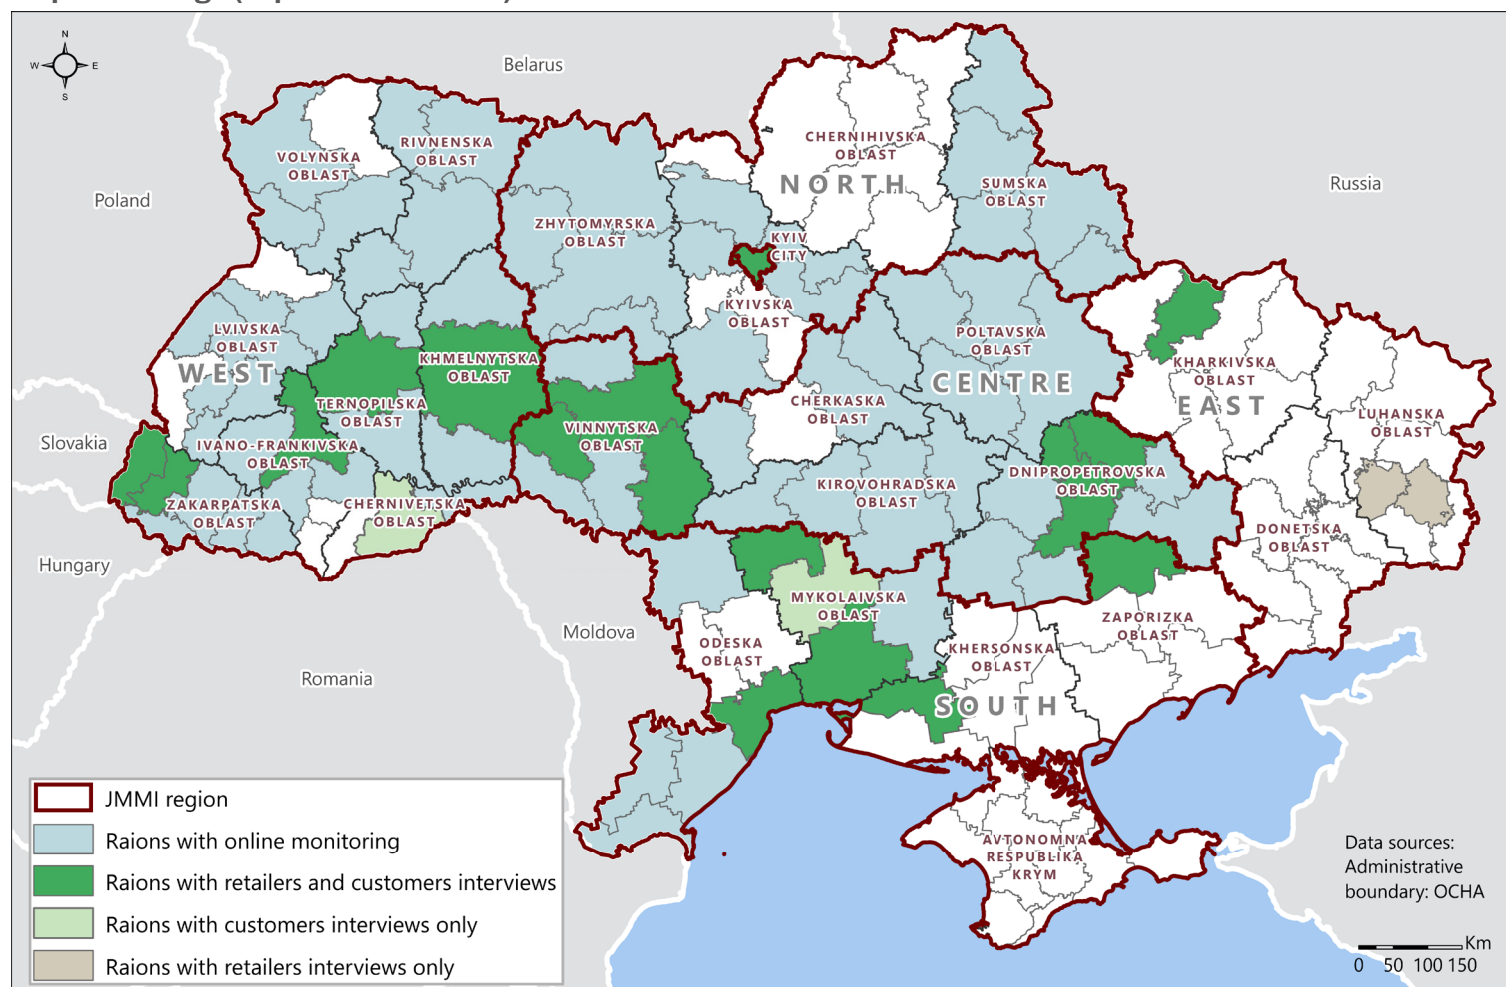 N
W
E
S
Belarus
Poland
Russia
Slovakia
Hungary
Moldova
Romania
VOLYNSKA
OBLAST
RIVNENSKA
OBLAST
ZHYTOMYRSKA
OBLAST
CHERNIHIVSKA
OBLAST
NORTH
SUMSKA
OBLAST
KYIV
CITY
KYIVSKA
OBLAST
LVIVSKA
OBLAST
WEST
KHMELNYTSKA
OBLAST
TERNOPILSKA
OBLAST
IVANO-FRANKIVSKA
OBLAST
ZAKARPATSKA
OBLAST
CHERNIVETSKA
OBLAST
VINNYTSKA
OBLAST
POLTAVSKA
OBLAST
CENTRE
CHERKASKA
OBLAST
KIROVOHRADSKA
OBLAST
DNIPROPETROVSKA
OBLAST
KHARKIVSKA
OBLAST
EAST
LUHANSKA
OBLAST
DONETSKA
OBLAST
MYKOLAIVSKA
OBLAST
ODESKA
OBLAST
ZAPORIZKA
OBLAST
KHERSONSKA
OBLAST
SOUTH
AVTONOMNA
RESPUBLIKA
KRYM
JMMI region
Raions with online monitoring
Raions with retailers and customers interviews
Raions with customers interviews only
Raions with retailers interviews only
Data sources:
Administrative
boundary: OCHA
Km
0 50 100 150